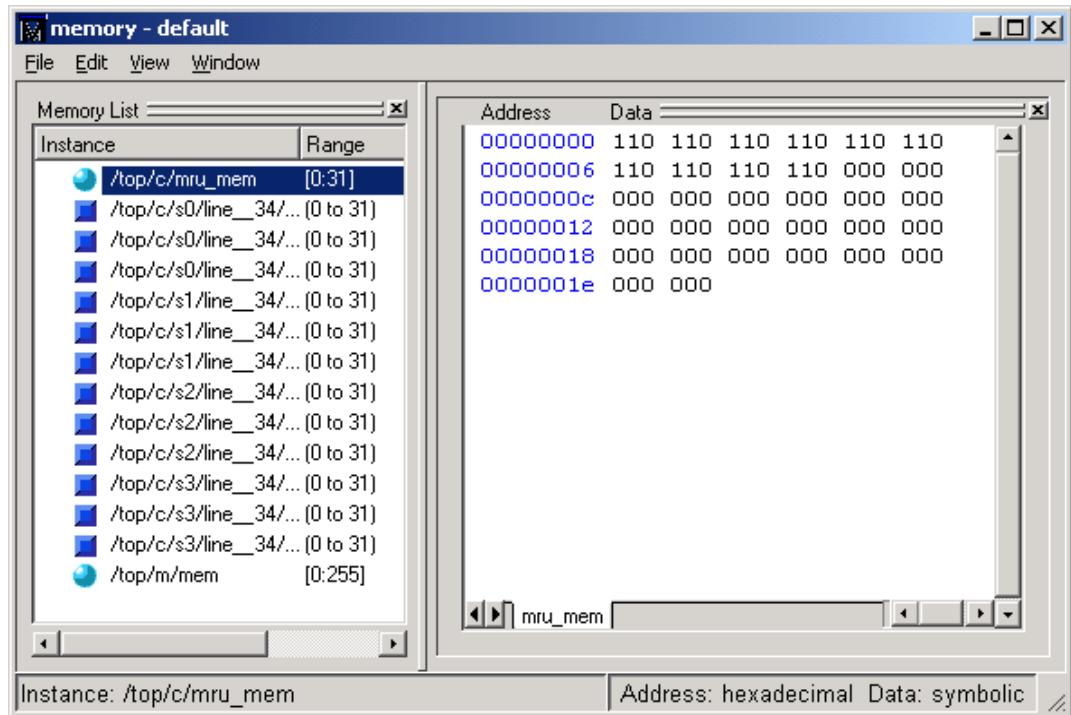 memory - default
File Edit View Window
Memory List
Instance Range
/top/c/mru_mem [0:31]
/top/c/s0/line__34/... (0 to 31)
/top/c/s0/line__34/... (0 to 31)
/top/c/s0/line__34/... (0 to 31)
/top/c/s1/line__34/... (0 to 31)
/top/c/s1/line__34/... (0 to 31)
/top/c/s1/line__34/... (0 to 31)
/top/c/s2/line__34/... (0 to 31)
/top/c/s2/line__34/... (0 to 31)
/top/c/s2/line__34/... (0 to 31)
/top/c/s3/line__34/... (0 to 31)
/top/c/s3/line__34/... (0 to 31)
/top/c/s3/line__34/... (0 to 31)
/top/m/mem [0:255]
Address Data
00000000 110 110 110 110 110 110
00000006 110 110 110 110 000 000
0000000c 000 000 000 000 000 000
00000012 000 000 000 000 000 000
00000018 000 000 000 000 000 000
0000001e 000 000
mru_mem
Instance: /top/c/mru_mem
Address: hexadecimal Data: symbolic